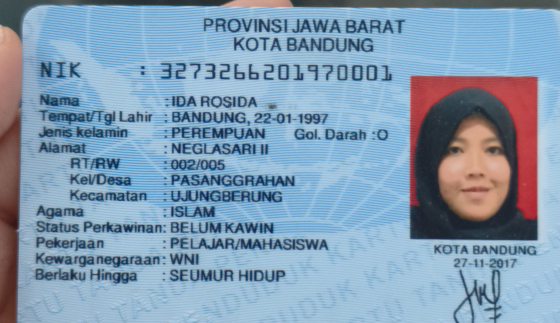 PROVINSI JAWA BARAT
KOTA BANDUNG
NIK : 3273266201970001
Nama : IDA ROSIDA
Tempat/Tgl Lahir : BANDUNG, 22-01-1997
Jenis kelamin : PEREMPUAN Gol. Darah :O
Alamat : NEGLASARI II
RT/RW : 002/005
Kel/Desa : PASANGGRAHAN
Kecamatan : UJUNGBERUNG
Agama : ISLAM
Status Perkawinan: BELUM KAWIN
Pekerjaan : PELAJAR/MAHASISWA
Kewarganegaraan: WNI
Berlaku Hingga : SEUMUR HIDUP
KOTA BANDUNG
27-11-2017